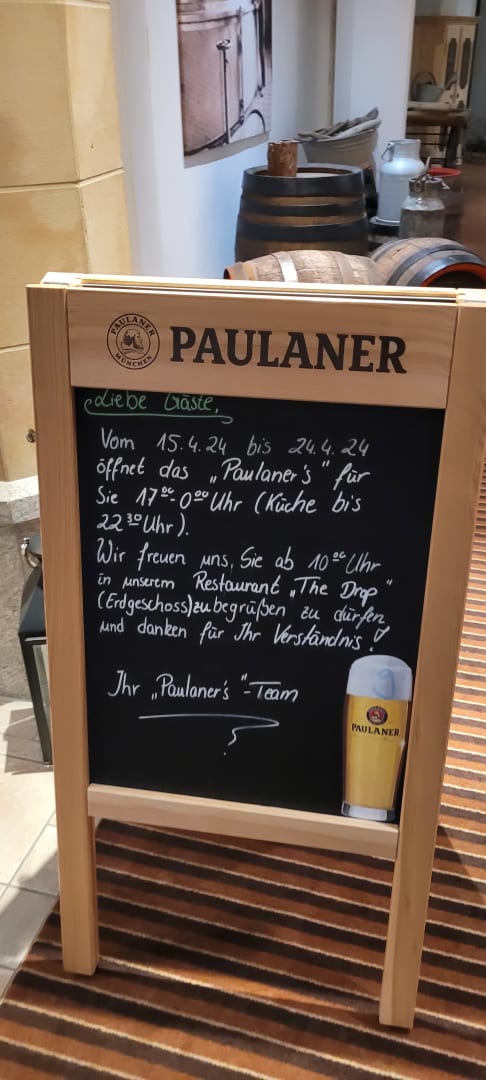 PAULANER
MÜNCHEN
PAULANER
Liebe Gäste,
Vom 15.4.24 bis 24.4.24
öffnet das „Paulaner's" für
Sie 17⁰⁰-0⁰⁰ Uhr (Küche bis
22³⁰ Uhr).
Wir freuen uns, Sie ab 10⁰⁰ Uhr
in unserem Restaurant „The Drop"
(Erdgeschoss) zu begrüßen zu dürfen
und danken für Ihr Verständnis!
Ihr „Paulaner's"-Team
PAULANER